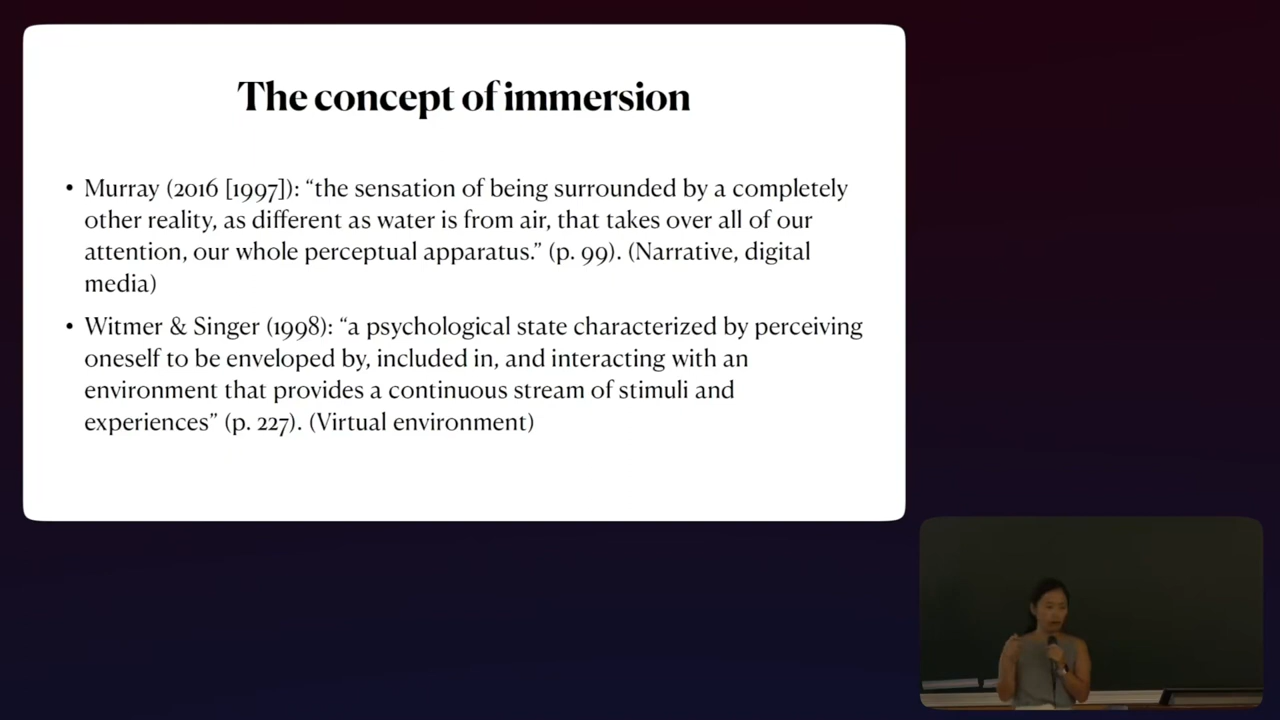 The concept of immersion
• Murray (2016 [1997]): “the sensation of being surrounded by a completely
other reality, as different as water is from air, that takes over all of our
attention, our whole perceptual apparatus.” (p. 99). (Narrative, digital
media)
• Witmer & Singer (1998): “a psychological state characterized by perceiving
oneself to be enveloped by, included in, and interacting with an
environment that provides a continuous stream of stimuli and
experiences” (p. 227). (Virtual environment)